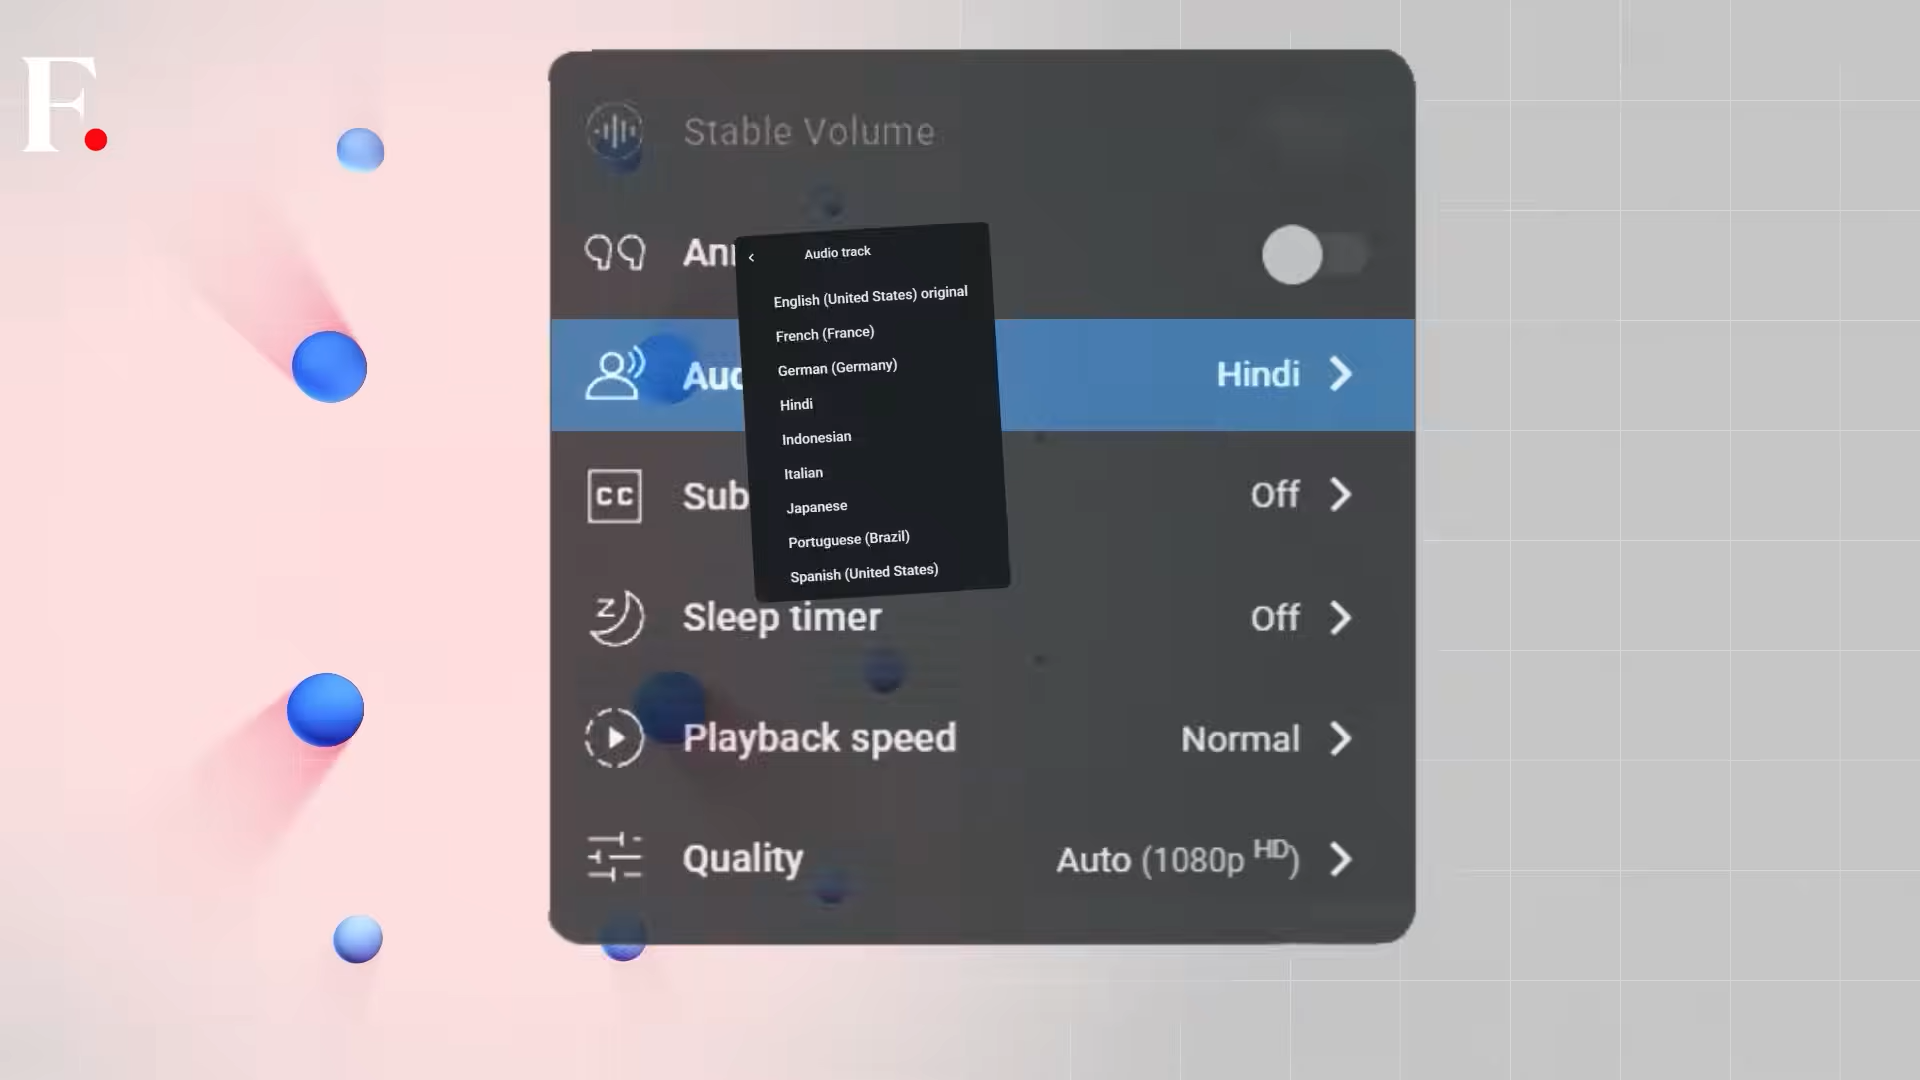 F.
Stable Volume
Audio track
English (United States) original
French (France)
German (Germany)
Hindi
Indonesian
Italian
Japanese
Portuguese (Brazil)
Spanish (United States)
Hindi
CC
Off
Sleep timer
Off
Playback speed
Normal
Quality
Auto (1080p HD)